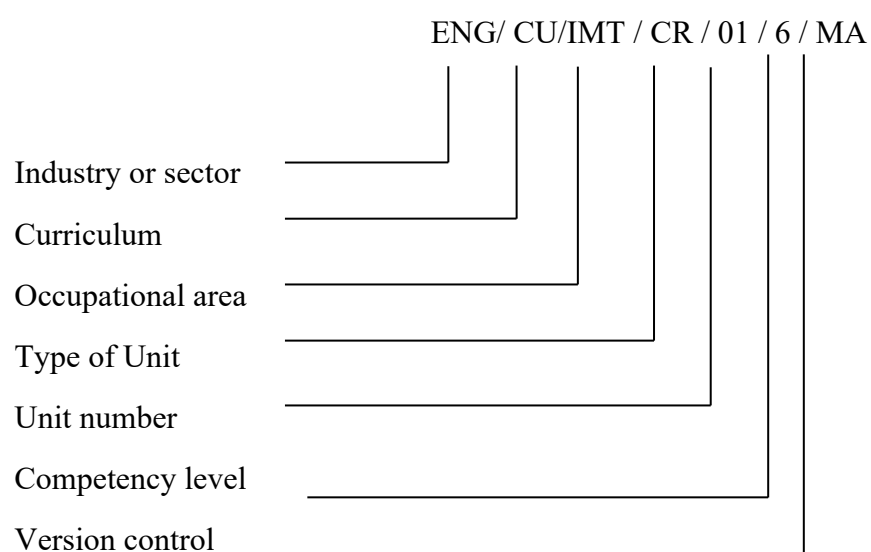 ENG/ CU/IMT / CR / 01 / 6 / MA
Industry or sector
Curriculum
Occupational area
Type of Unit
Unit number
Competency level
Version control